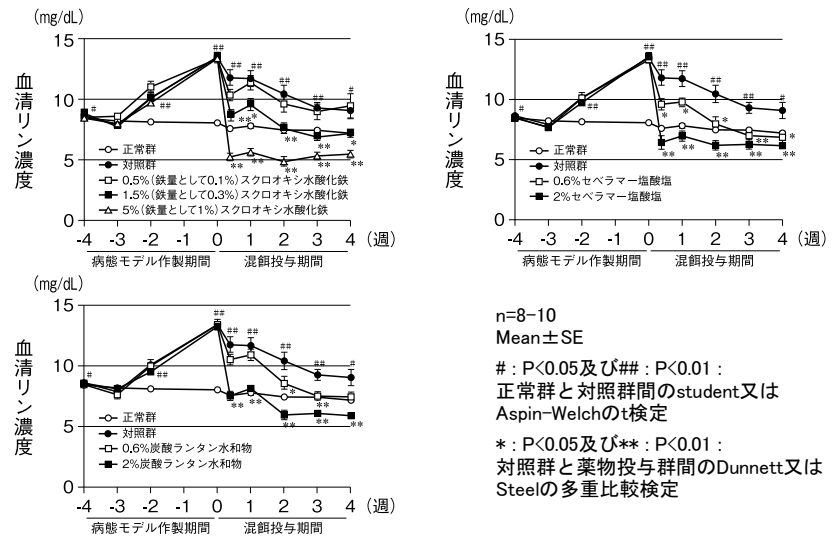 (mg/dL)
15
10
5
0
血清リン濃度
##
##
##
##
##
#
#
##
**
*
**
**
*
**
**
**
**
**
正常群
対照群
0.5%(鉄量として0.1%)スクロオキシ水酸化鉄
1.5%(鉄量として0.3%)スクロオキシ水酸化鉄
5%(鉄量として1%)スクロオキシ水酸化鉄
-4 -3 -2 -1 0 0 1 2 3 4 (週)
病態モデル作製期間 混餌投与期間
(mg/dL)
15
10
5
0
血清リン濃度
##
##
##
##
##
#
#
##
*
*
*
**
*
**
**
**
**
**
正常群
対照群
0.6%セベラマー塩酸塩
2%セベラマー塩酸塩
-4 -3 -2 -1 0 0 1 2 3 4 (週)
病態モデル作製期間 混餌投与期間
(mg/dL)
15
10
5
0
血清リン濃度
##
##
##
##
##
#
#
##
**
**
*
**
**
**
**
正常群
対照群
0.6%炭酸ランタン水和物
2%炭酸ランタン水和物
-4 -3 -2 -1 0 0 1 2 3 4 (週)
病態モデル作製期間 混餌投与期間
n=8-10
Mean±SE
#：P<0.05及び##：P<0.01：
正常群と対照群間のstudent又は
Aspin-Welchのt検定
*：P<0.05及び**：P<0.01：
対照群と薬物投与群間のDunnett又は
Steelの多重比較検定